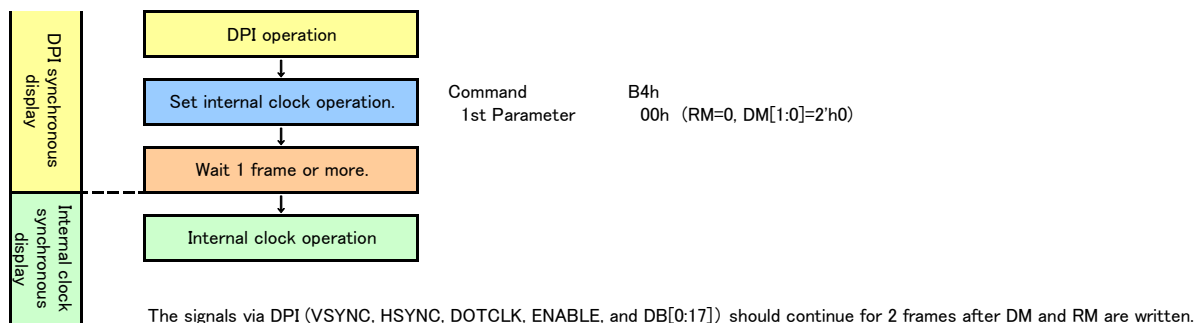 DPI synchronous
display
DPI operation
Set internal clock operation.
Command B4h
1st Parameter 00h (RM=0, DM[1:0]=2'h0)
Wait 1 frame or more.
Internal clock
synchronous
display
Internal clock operation
The signals via DPI (VSYNC, HSYNC, DOTCLK, ENABLE, and DB[0:17]) should continue for 2 frames after DM and RM are written.